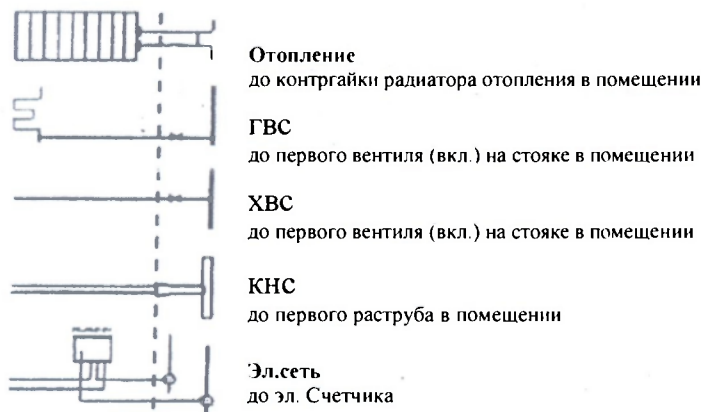 Отопление
до контргайки радиатора отопления в помещении
ГВС
до первого вентиля (вкл.) на стояке в помещении
ХВС
до первого вентиля (вкл.) на стояке в помещении
КНС
до первого раструба в помещении
Эл.сеть
до эл. Счетчика